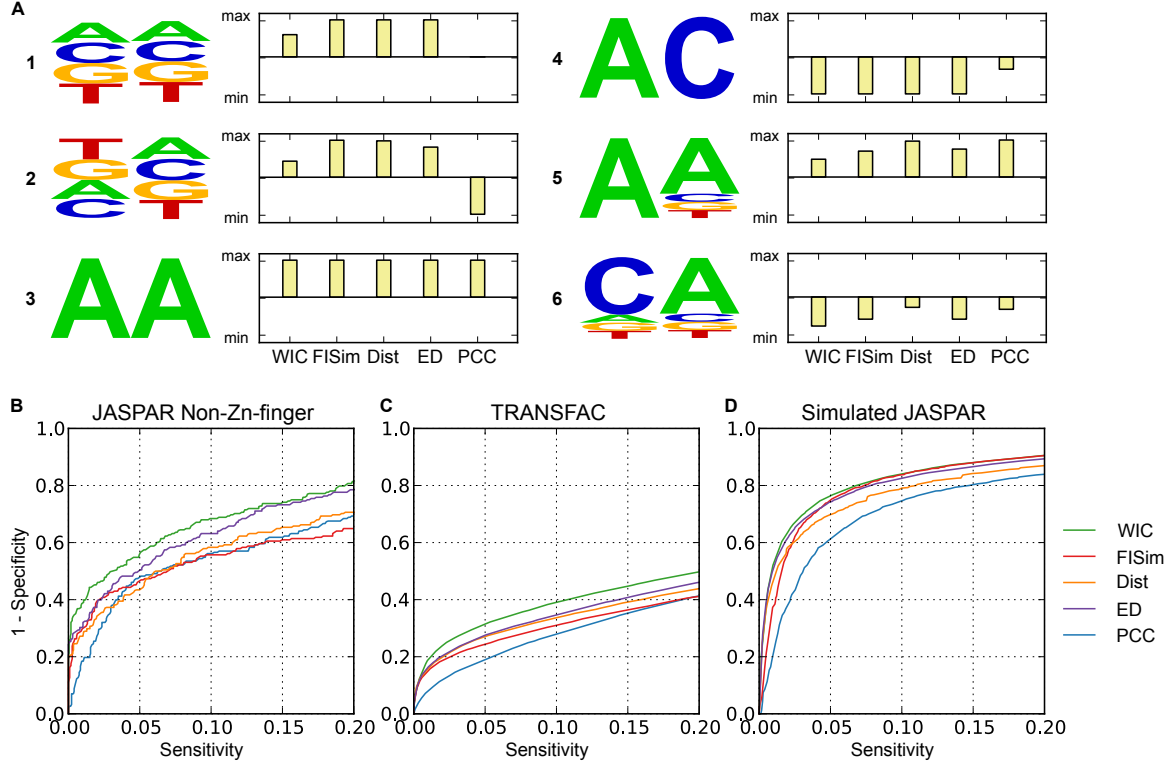 A
1
A A
C C
G G
T T
max
min
4
A C
max
min
2
T A
G C
A G
C T
max
min
5
A A
C
G
T
max
min
3
A A
max
min
WIC FISim Dist ED PCC
6
C A
A C
G G
T T
max
min
WIC FISim Dist ED PCC
B JASPAR Non-Zn-finger
1 - Specificity
1.0
0.8
0.6
0.4
0.2
0.0
0.00 0.05 0.10 0.15 0.20
Sensitivity
C TRANSFAC
1.0
0.8
0.6
0.4
0.2
0.0
0.00 0.05 0.10 0.15 0.20
Sensitivity
D Simulated JASPAR
1.0
0.8
0.6
0.4
0.2
0.0
0.00 0.05 0.10 0.15 0.20
Sensitivity
WIC
FISim
Dist
ED
PCC